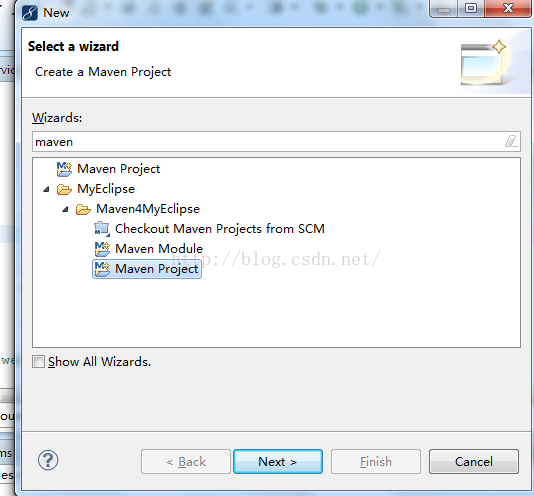 New
Select a wizard
Create a Maven Project
Wizards:
maven
Maven Project
MyEclipse
Maven4MyEclipse
Checkout Maven Projects from SCM
Maven Module
Maven Project
http://blog.csdn.net/
Show All Wizards.
< Back
Next >
Finish
Cancel